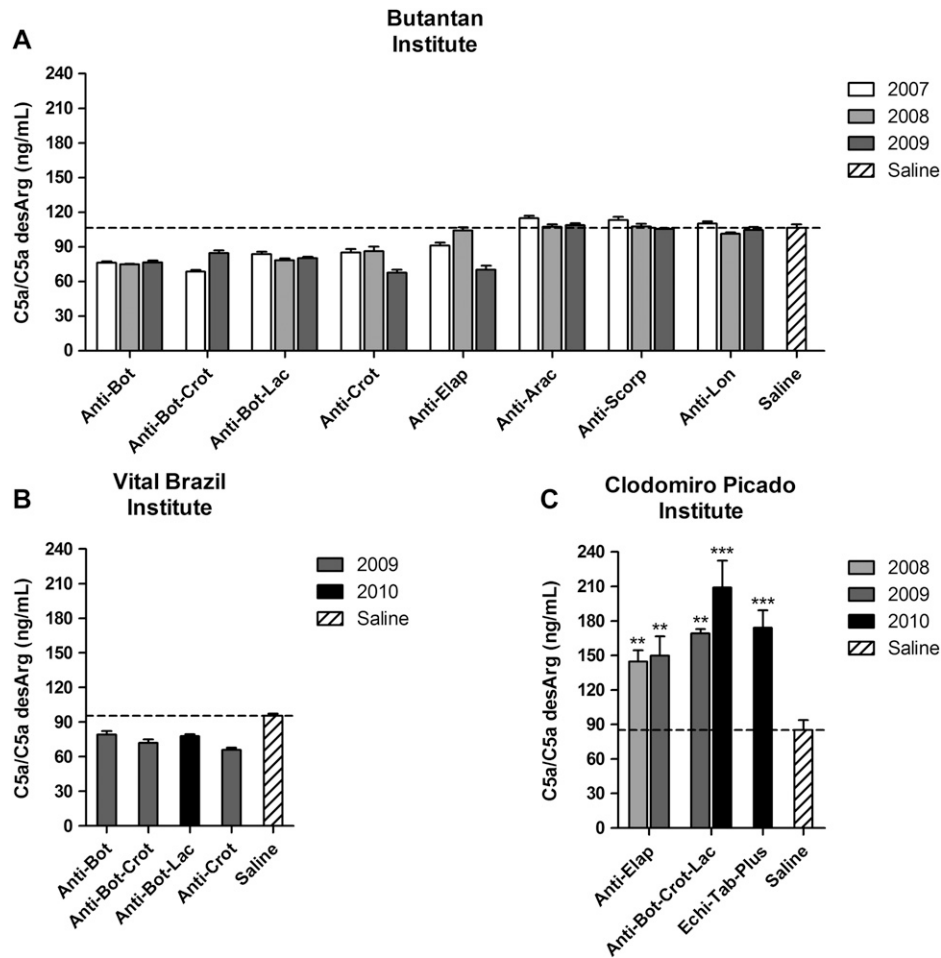 A
Butantan
Institute
C5a/C5a desArg (ng/mL)
240
210
180
150
120
90
60
30
0
2007
2008
2009
Saline
Anti-Bot
Anti-Bot-Crot
Anti-Bot-Lac
Anti-Crot
Anti-Elap
Anti-Arac
Anti-Scorp
Anti-Lon
Saline
B
Vital Brazil
Institute
C5a/C5a desArg (ng/mL)
240
210
180
150
120
90
60
30
0
2009
2010
Saline
Anti-Bot
Anti-Bot-Crot
Anti-Bot-Lac
Anti-Crot
Saline
C
Clodomiro Picado
Institute
C5a/C5a desArg (ng/mL)
240
210
180
150
120
90
60
30
0
** ** ** *** ***
2008
2009
2010
Saline
Anti-Elap
Anti-Bot-Crot-Lac
Echi-Tab-Plus
Saline